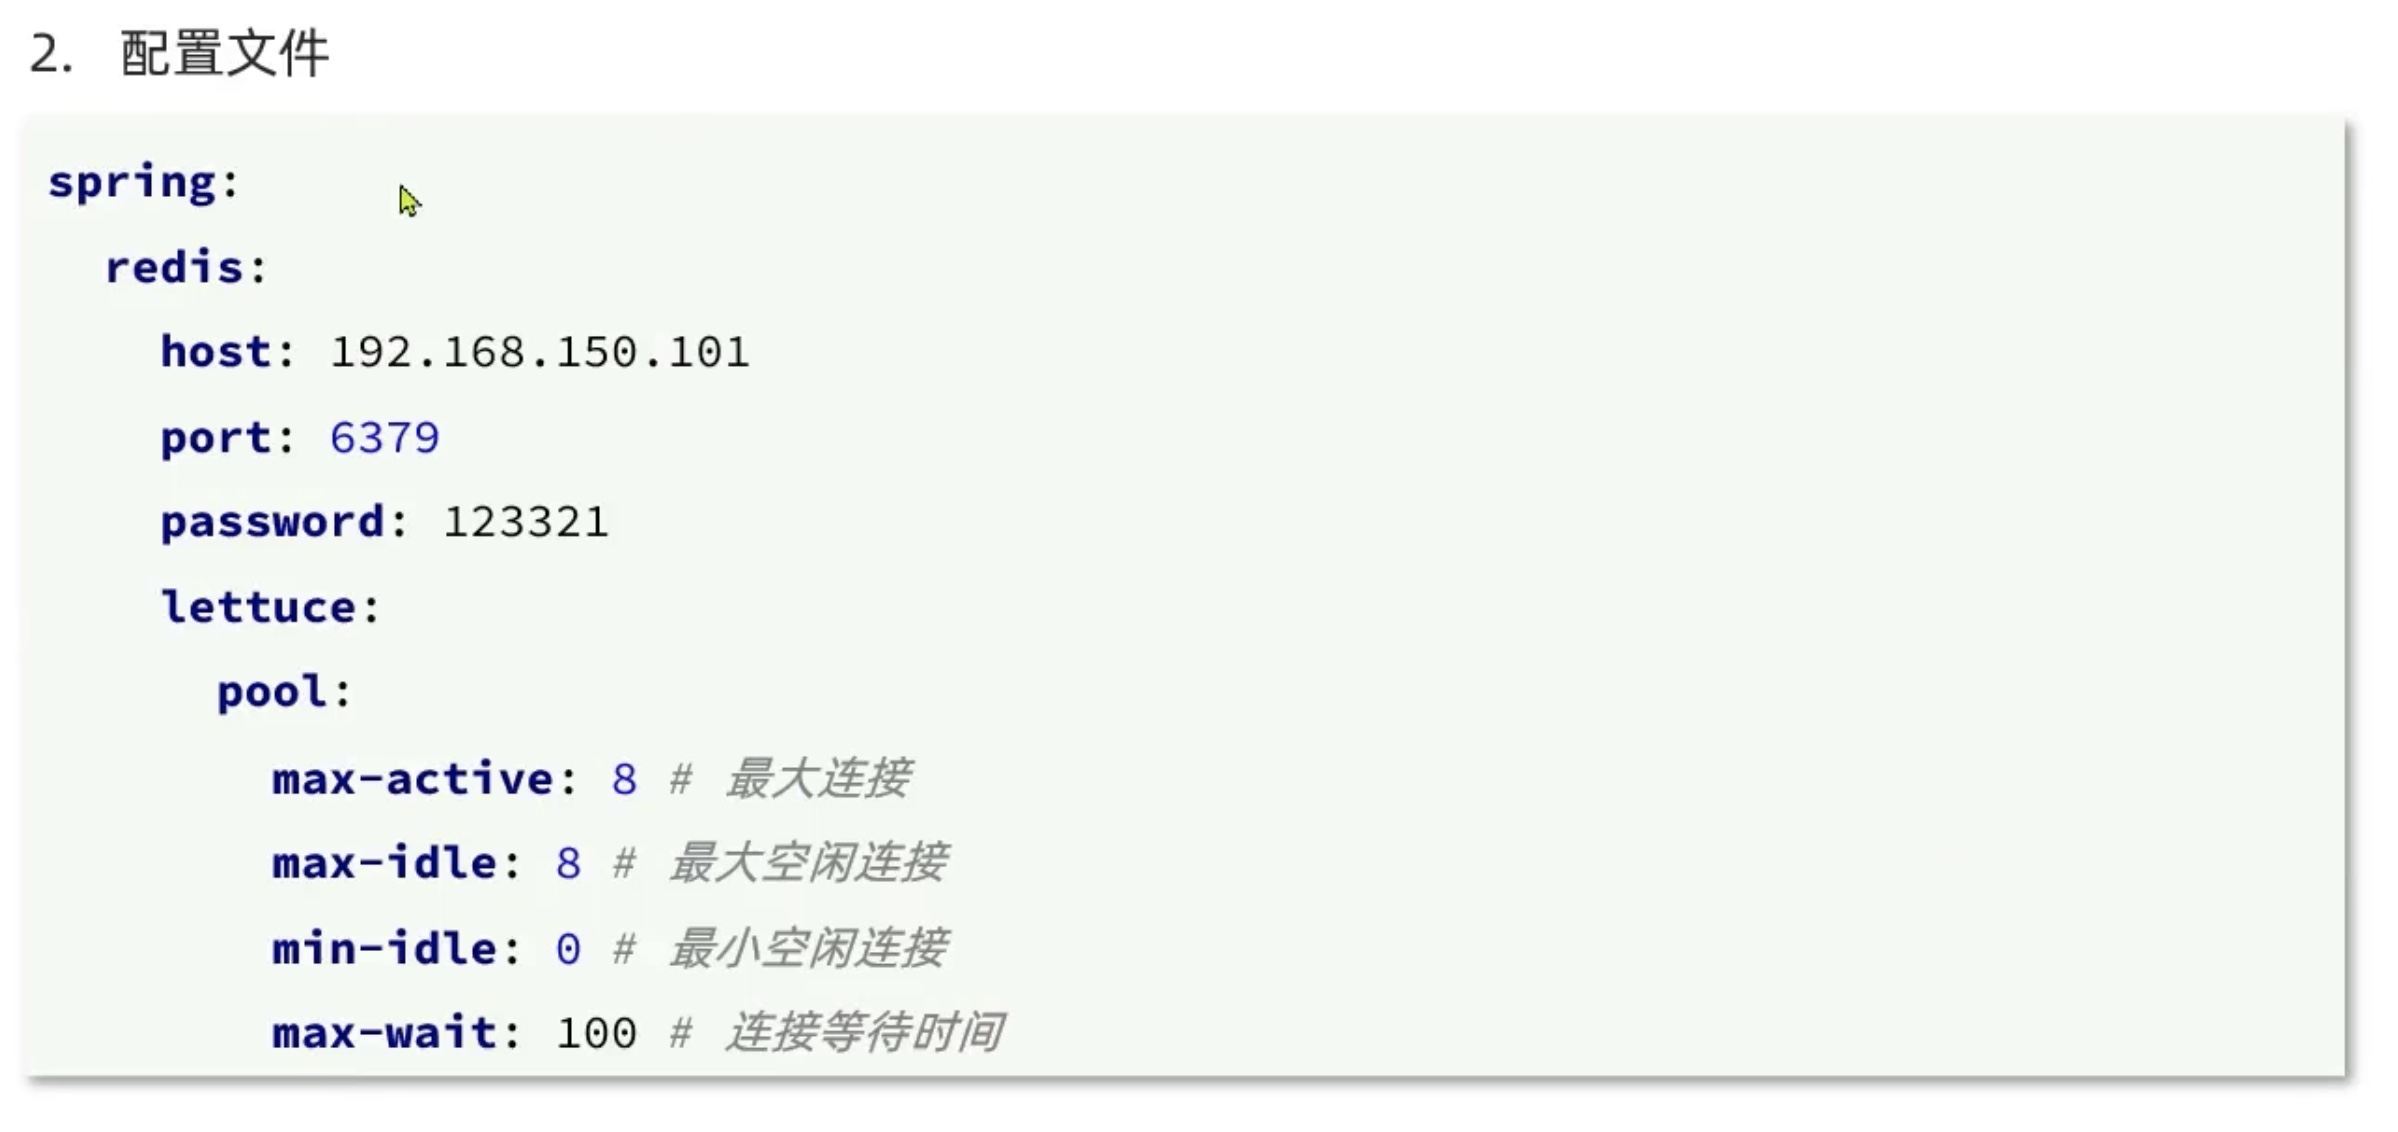 2. 配置文件
spring:
  redis:
    host: 192.168.150.101
    port: 6379
    password: 123321
    lettuce:
      pool:
        max-active: 8 # 最大连接
        max-idle: 8 # 最大空闲连接
        min-idle: 0 # 最小空闲连接
        max-wait: 100 # 连接等待时间